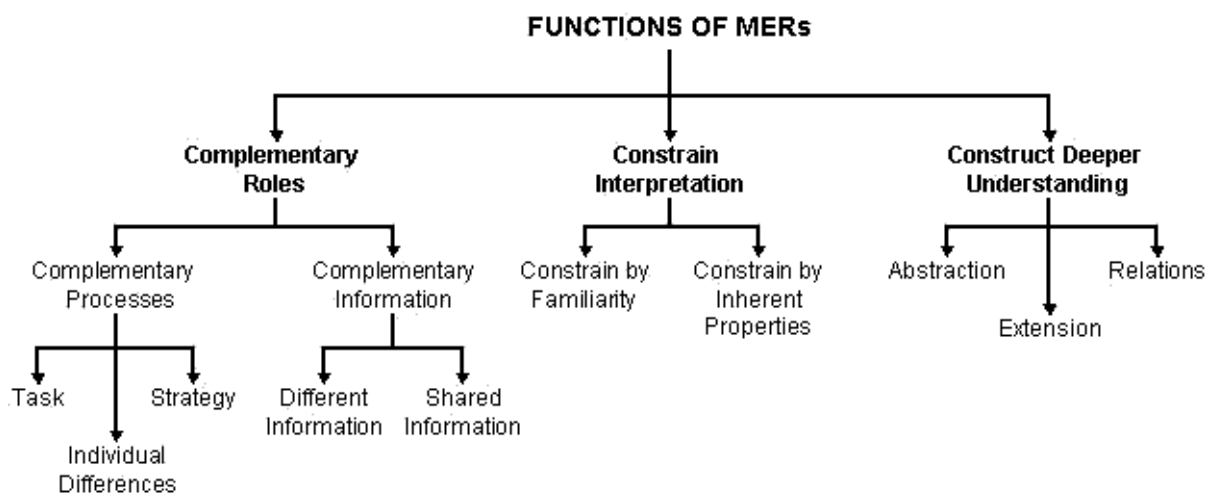 FUNCTIONS OF MERs
Complementary
Roles
Constrain
Interpretation
Construct Deeper
Understanding
Complementary
Processes
Complementary
Information
Constrain by
Familiarity
Constrain by
Inherent
Properties
Abstraction
Extension
Relations
Task
Individual
Differences
Strategy
Different
Information
Shared
Information